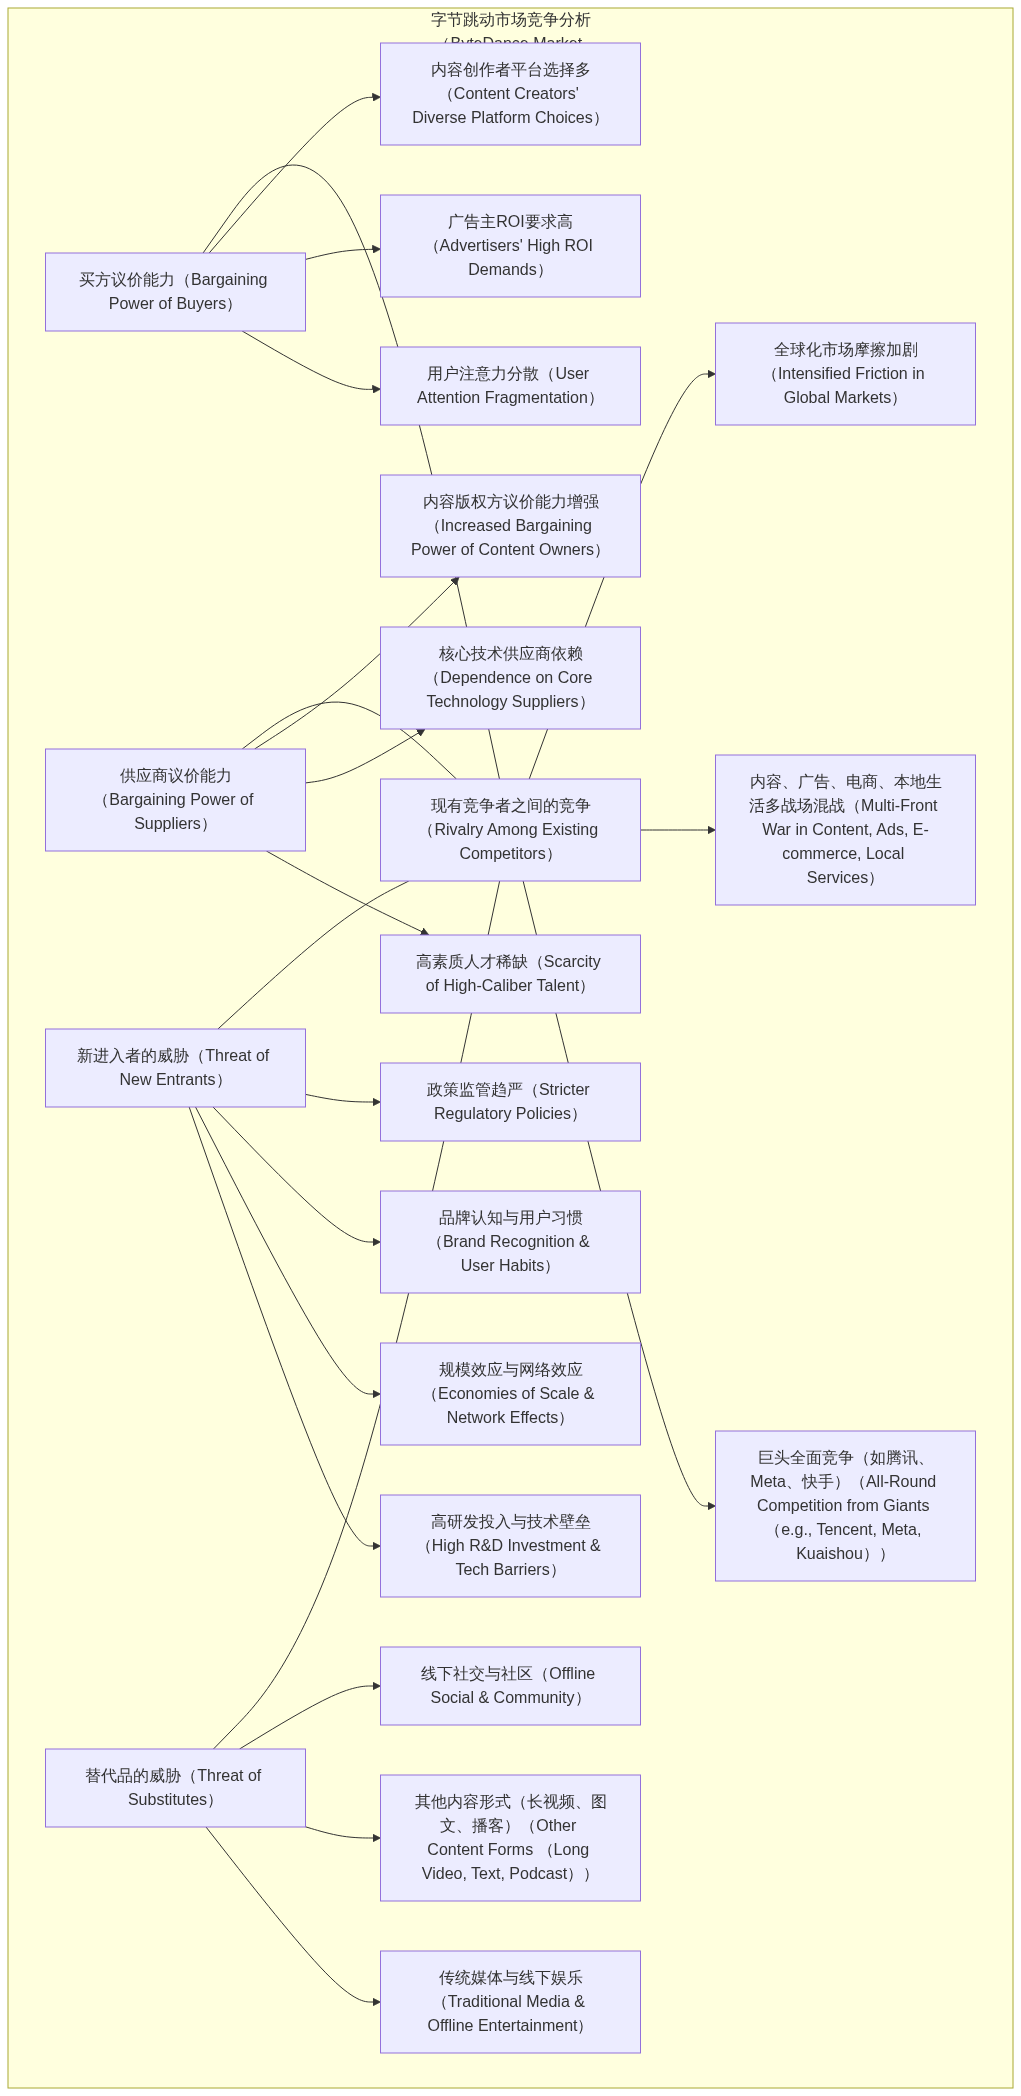 字节跳动市场竞争分析
（ByteDance Market
内容创作者平台选择多
（Content Creators'
Diverse Platform Choices）
广告主ROI要求高
（Advertisers' High ROI
Demands）
买方议价能力（Bargaining
Power of Buyers）
用户注意力分散（User
Attention Fragmentation）
全球化市场摩擦加剧
（Intensified Friction in
Global Markets）
内容版权方议价能力增强
（Increased Bargaining
Power of Content Owners）
核心技术供应商依赖
（Dependence on Core
Technology Suppliers）
供应商议价能力
（Bargaining Power of
Suppliers）
现有竞争者之间的竞争
（Rivalry Among Existing
Competitors）
内容、广告、电商、本地生
活多战场混战（Multi-Front
War in Content, Ads, E-
commerce, Local
Services）
高素质人才稀缺（Scarcity
of High-Caliber Talent）
新进入者的威胁（Threat of
New Entrants）
政策监管趋严（Stricter
Regulatory Policies）
品牌认知与用户习惯
（Brand Recognition &
User Habits）
规模效应与网络效应
（Economies of Scale &
Network Effects）
巨头全面竞争（如腾讯、
Meta、快手）（All-Round
Competition from Giants
（e.g., Tencent, Meta,
Kuaishou））
高研发投入与技术壁垒
（High R&D Investment &
Tech Barriers）
线下社交与社区（Offline
Social & Community）
替代品的威胁（Threat of
Substitutes）
其他内容形式（长视频、图
文、播客）（Other
Content Forms （Long
Video, Text, Podcast））
传统媒体与线下娱乐
（Traditional Media &
Offline Entertainment）